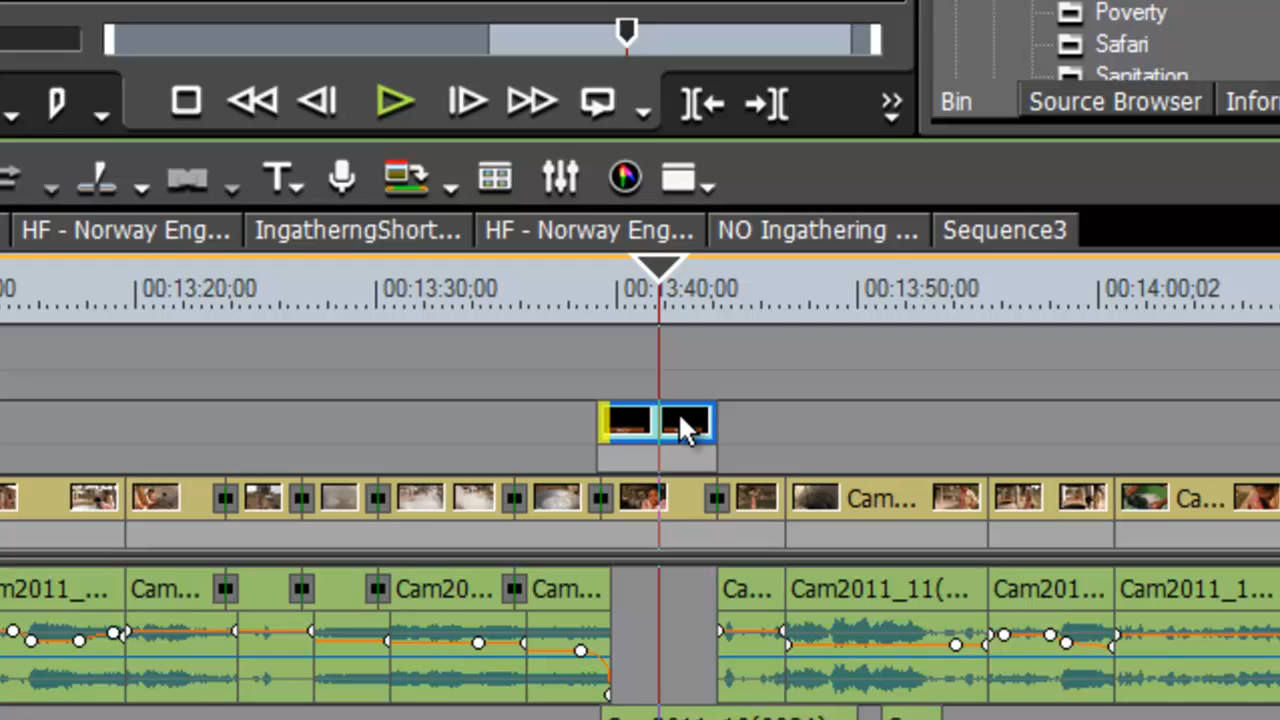 Poverty
Safari
Sanitation
Bin
Source Browser
Infor
HF - Norway Eng...
IngatherngShort...
HF - Norway Eng...
NO Ingathering ...
Sequence3
00
00:13:20;00
00:13:30;00
00:13:40;00
00:13:50;00
00:14:00;02
Cam...
Ca...
m2011_...
Cam...
Cam20...
Cam...
Ca...
Cam2011_11(...
Cam201...
Cam2011_1...